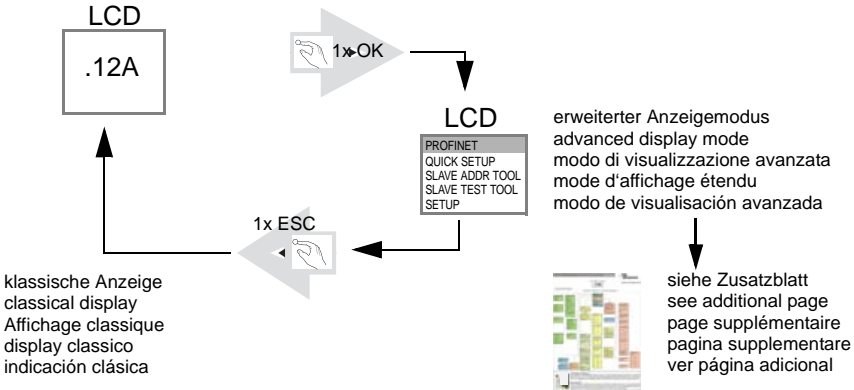 LCD
.12A
1x OK
LCD
PROFINET
QUICK SETUP
SLAVE ADDR TOOL
SLAVE TEST TOOL
SETUP
erweiterter Anzeigemodus
advanced display mode
modo di visualizzazione avanzata
mode d‘affichage étendu
modo de visualisación avanzada
1x ESC
klassische Anzeige
classical display
Affichage classique
display classico
indicación clásica
siehe Zusatzblatt
see additional page
page supplémentaire
pagina supplementare
ver página adicional